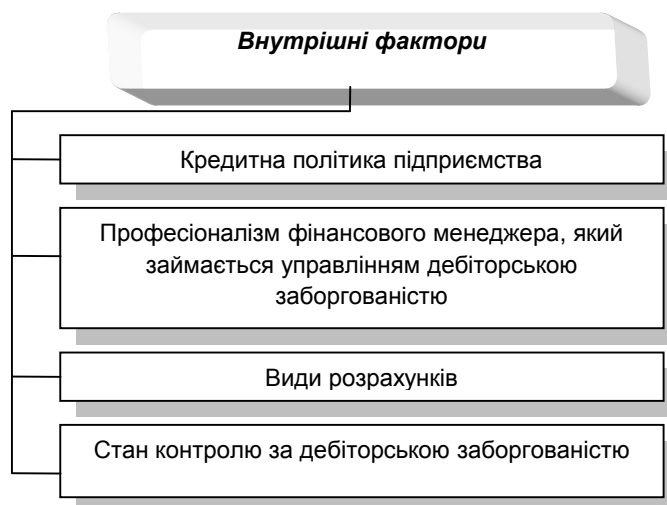 Внутрішні фактори
Кредитна політика підприємства
Професіоналізм фінансового менеджера, який
займається управлінням дебіторською
заборгованістю
Види розрахунків
Стан контролю за дебіторською заборгованістю